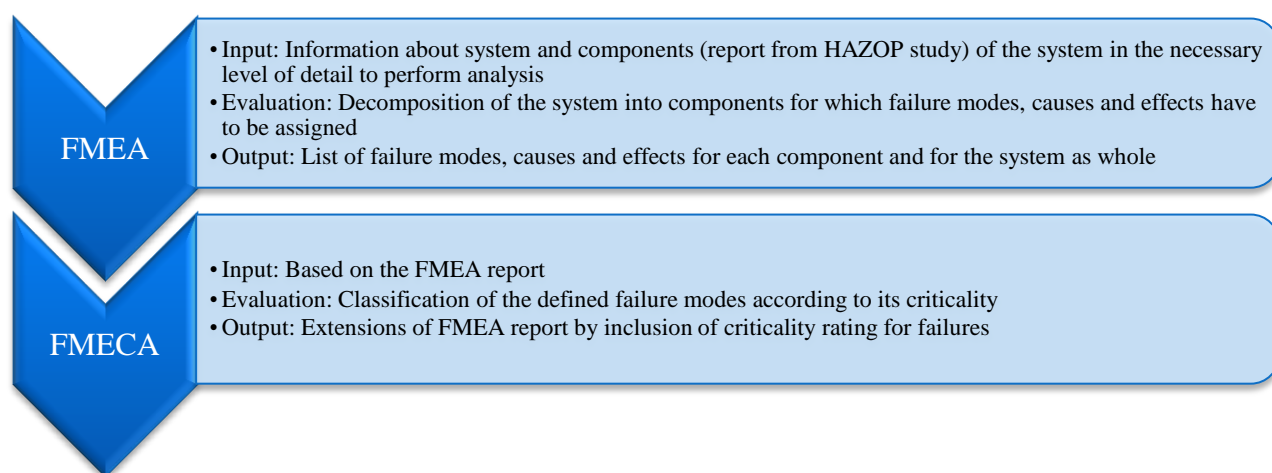 FMEA
• Input: Information about system and components (report from HAZOP study) of the system in the necessary
level of detail to perform analysis
• Evaluation: Decomposition of the system into components for which failure modes, causes and effects have
to be assigned
• Output: List of failure modes, causes and effects for each component and for the system as whole
FMECA
• Input: Based on the FMEA report
• Evaluation: Classification of the defined failure modes according to its criticality
• Output: Extensions of FMEA report by inclusion of criticality rating for failures